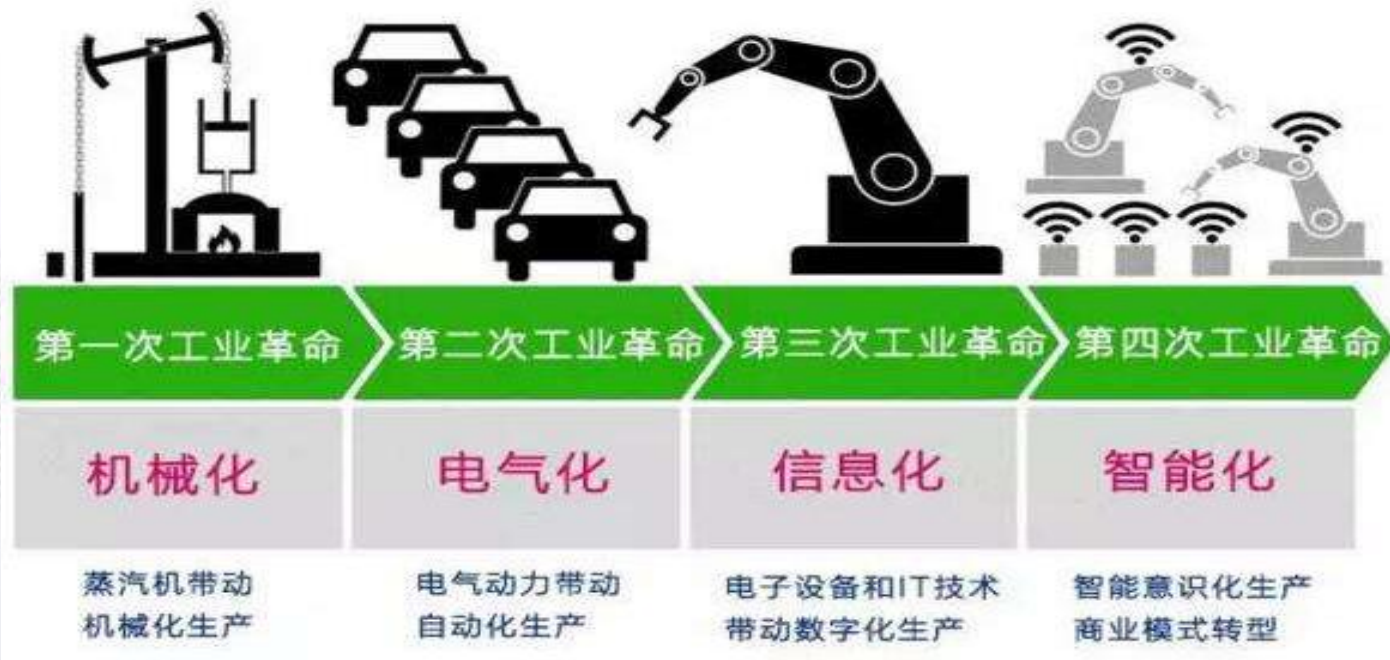 第一次工业革命
第二次工业革命
第三次工业革命
第四次工业革命
机械化
电气化
信息化
智能化
蒸汽机带动
机械化生产
电气动力带动
自动化生产
电子设备和IT技术
带动数字化生产
智能意识化生产
商业模式转型